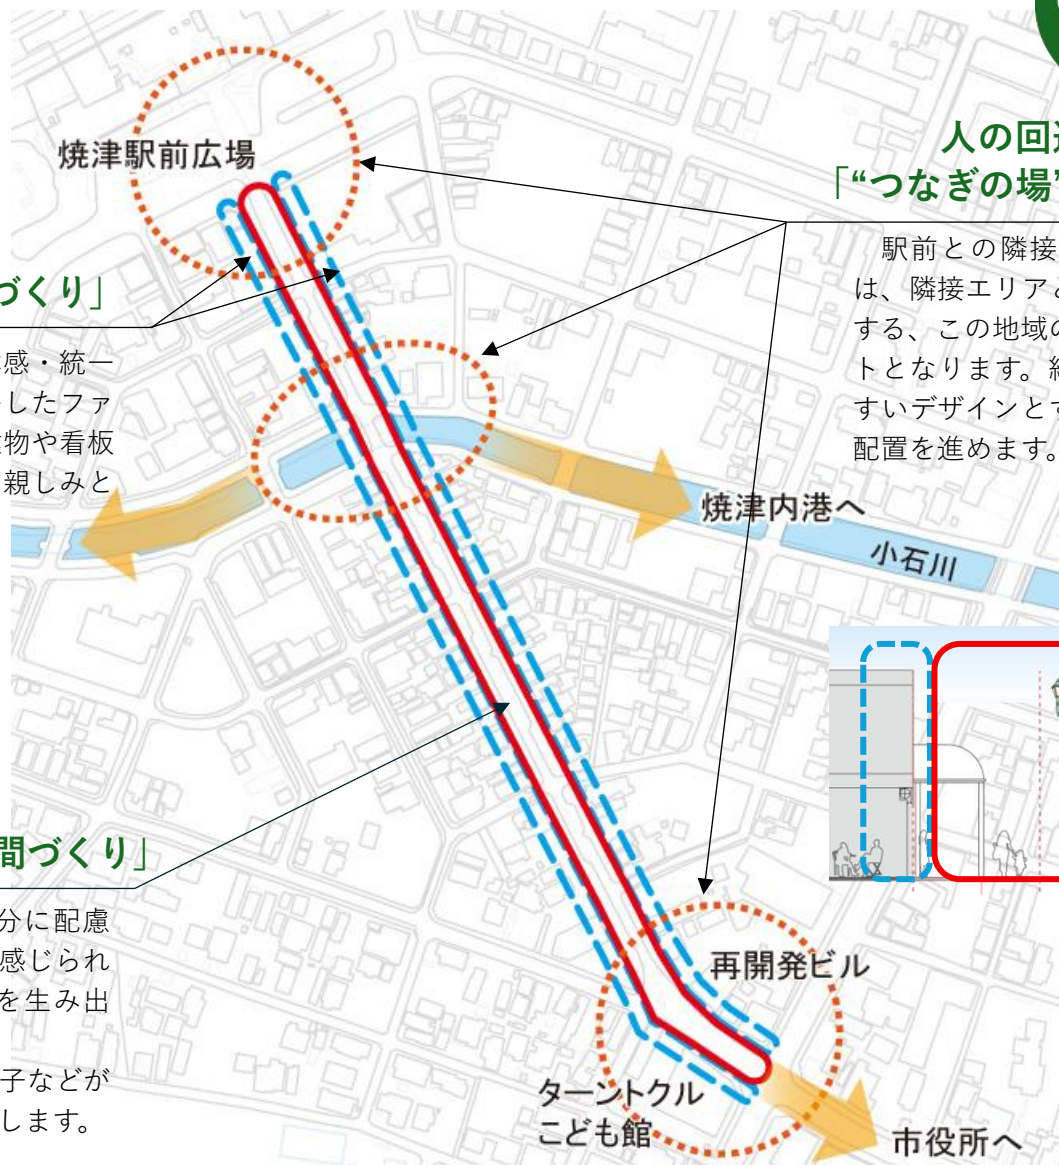 焼津駅前広場
人の回
「“つなぎの場”
駅前との隣接
は、隣接エリアと
する、この地域の
トとなります。
すいデザインとす
配置を進めます。
づくり」
感・統一
したファ
物や看板
親しみと
焼津内港へ
小石川
間づくり」
分に配慮
感じられ
を生み出
子などが
します。
再開発ビル
ターントクル
こども館
市役所へ